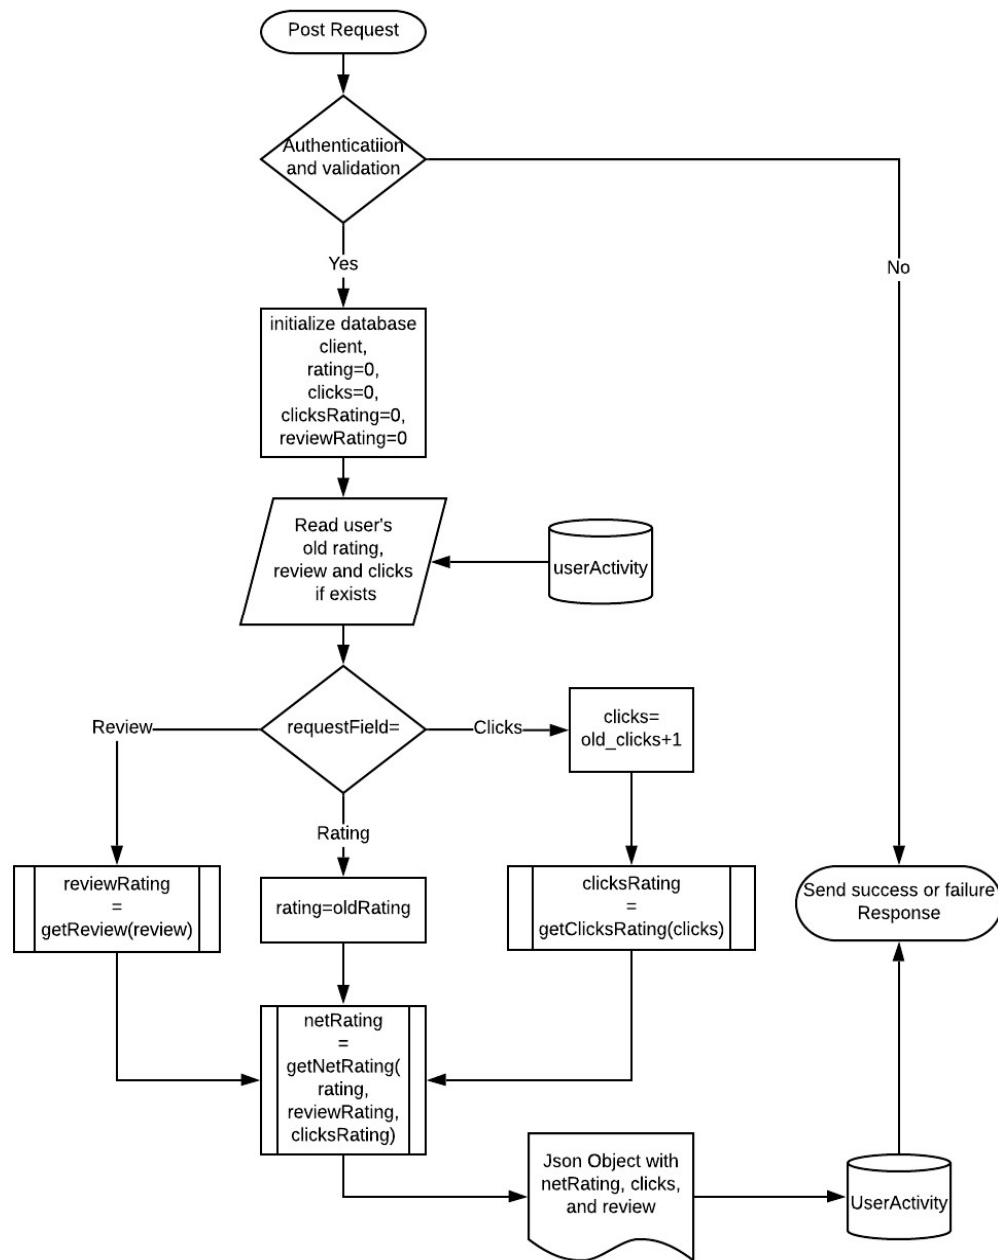 Post Request
Authenticatiion
and validation
Yes
No
initialize database
client,
rating=0,
clicks=0,
clicksRating=0,
reviewRating=0
Read user's
old rating,
review and clicks
if exists
userActivity
requestField=
Review
Clicks
Rating
clicks=
old_clicks+1
reviewRating
=
getReview(review)
rating=oldRating
clicksRating
=
getClicksRating(clicks)
Send success or failure
Response
netRating
=
getNetRating(
rating,
reviewRating,
clicksRating)
Json Object with
netRating, clicks,
and review
UserActivity